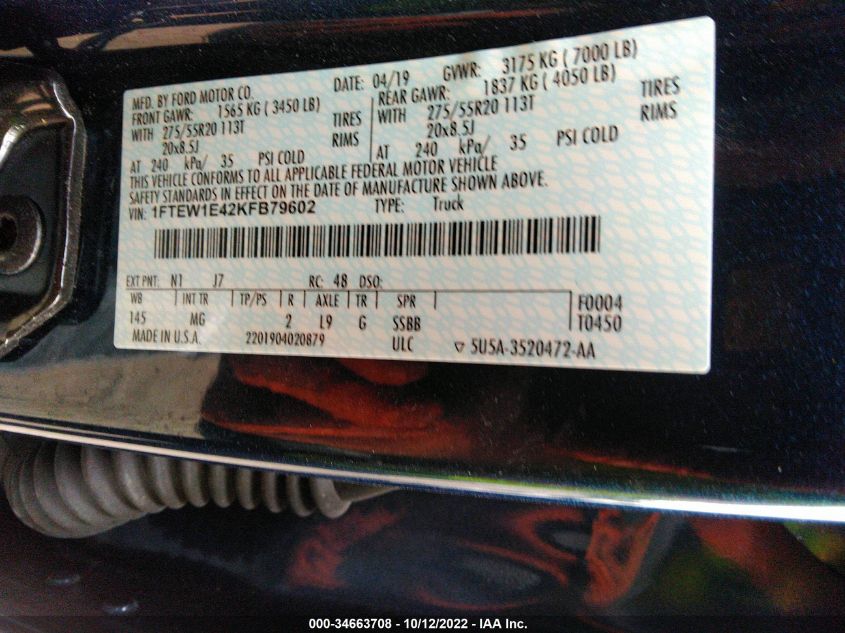 MFD. BY FORD MOTOR CO. DATE: 04/19 GVWR: 3175 KG ( 7000 LB)
FRONT GAWR: 1565 KG ( 3450 LB) REAR GAWR: 1837 KG ( 4050 LB)
WITH 275/55R20 113T TIRES WITH 275/55R20 113T TIRES
20x8.5J RIMS 20x8.5J RIMS
AT 240 kPa/ 35 PSI COLD AT 240 kPa/ 35 PSI COLD
THIS VEHICLE CONFORMS TO ALL APPLICABLE FEDERAL MOTOR VEHICLE
SAFETY STANDARDS IN EFFECT ON THE DATE OF MANUFACTURE SHOWN ABOVE.
VIN: 1FTEW1E42KFB79602 TYPE: Truck
EXT PNT: N1 J7 RC: 48 DSO:
WB INT TR TP/PS R AXLE TR SPR F0004
145 MG 2 L9 G SSBB T0450
MADE IN U.S.A. 2201904020879 ULC ▽ 5U5A-3520472-AA
000-34663708 - 10/12/2022 - IAA Inc.